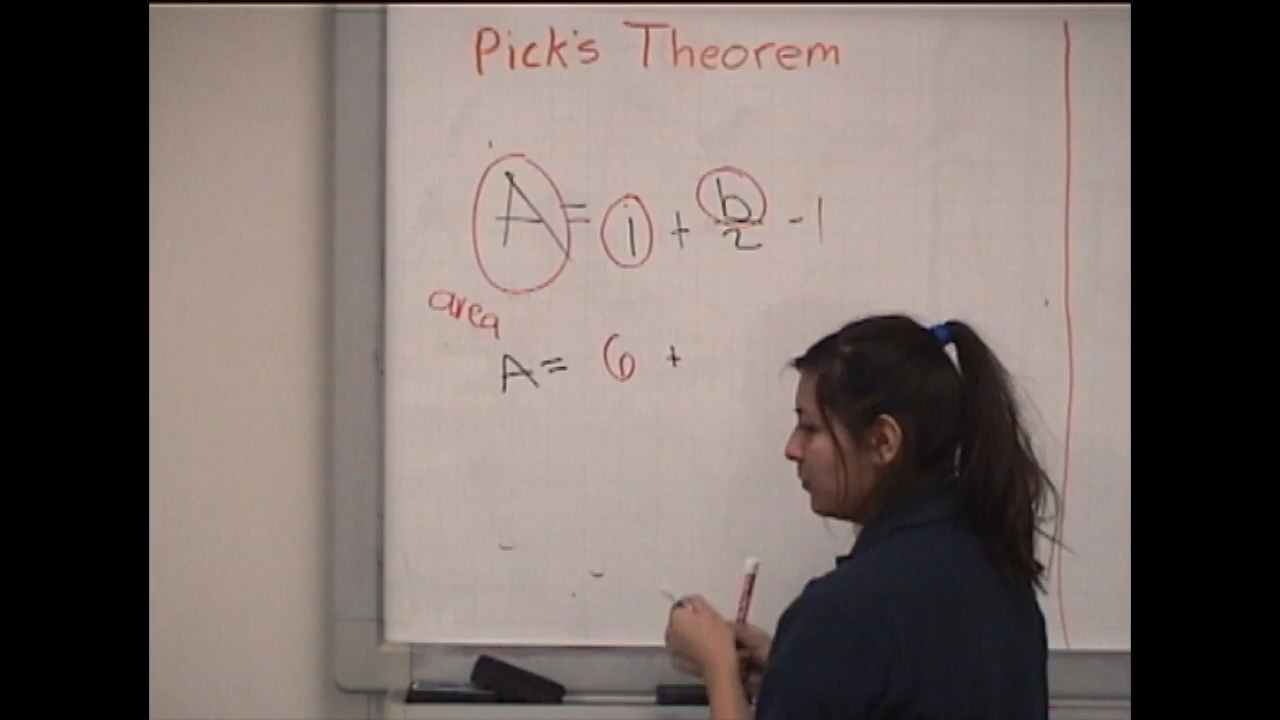 Pick's Theorem
A = i + b/2 - 1
area
A = 6 +